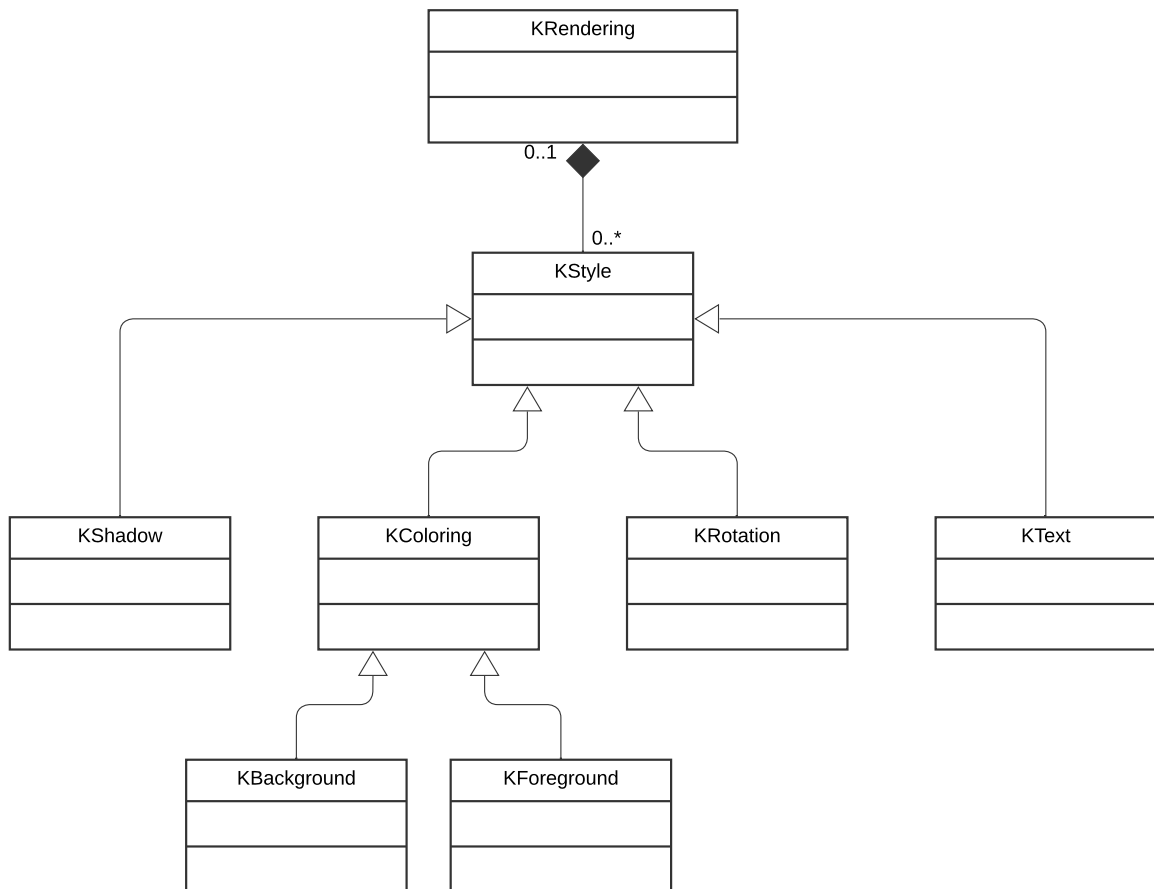 KRendering
0..1
0..*
KStyle
KShadow
KColoring
KRotation
KText
KBackground
KForeground